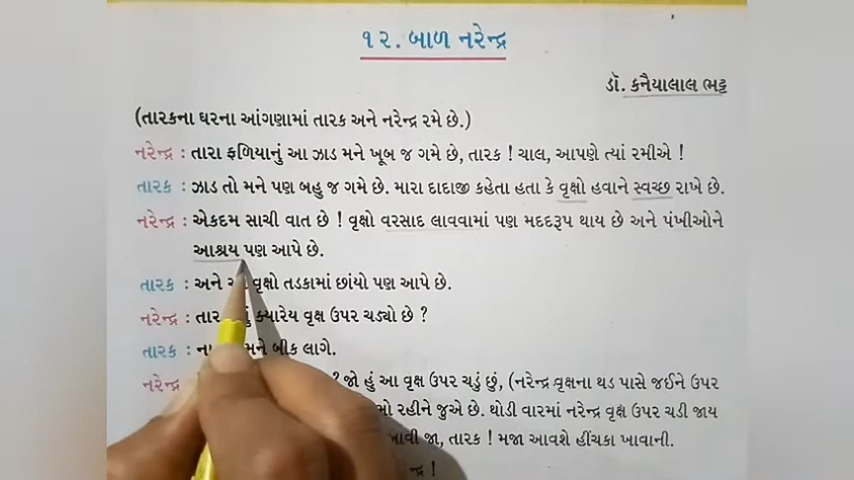 ૧૨. બાળ નરેન્દ્ર
ડૉ. કનૈયાલાલ ભટ્ટ
(તારકના ઘરના આંગણામાં તારક અને નરેન્દ્ર રમે છે.)
નરેન્દ્ર : તારા ફળિયાનું આ ઝાડ મને ખૂબ જ ગમે છે, તારક ! ચાલ, આપણે ત્યાં રમીએ !
તારક : ઝાડ તો મને પણ બહુ જ ગમે છે. મારા દાદાજી કહેતા હતા કે વૃક્ષો હવાને સ્વચ્છ રાખે છે.
નરેન્દ્ર : એકદમ સાચી વાત છે ! વૃક્ષો વરસાદ લાવવામાં પણ મદદરૂપ થાય છે અને પંખીઓને
આશ્રય પણ આપે છે.
તારક : અને વૃક્ષો તડકામાં છાંયો પણ આપે છે.
નરેન્દ્ર : ક્યારેય વૃક્ષ ઉપર ચડ્યો છે ?
તારક : મને બીક લાગે.
નરેન્દ્ર ? જો હું આ વૃક્ષ ઉપર ચડું છું, (નરેન્દ્ર વૃક્ષના થડ પાસે જઈને ઉપર
રહીને જુએ છે. થોડી વારમાં નરેન્દ્ર વૃક્ષ ઉપર ચડી જાય
જા, તારક ! મજા આવશે હીંચકા ખાવાની.